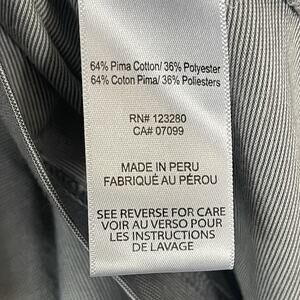 64% Pima Cotton/ 36% Polyester
64% Coton Pima/ 36% Poliesters
RN# 123280
CA# 07099
MADE IN PERU
FABRIQUÉ AU PÉROU
SEE REVERSE FOR CARE
VOIR AU VERSO POUR
LES INSTRUCTIONS
DE LAVAGE